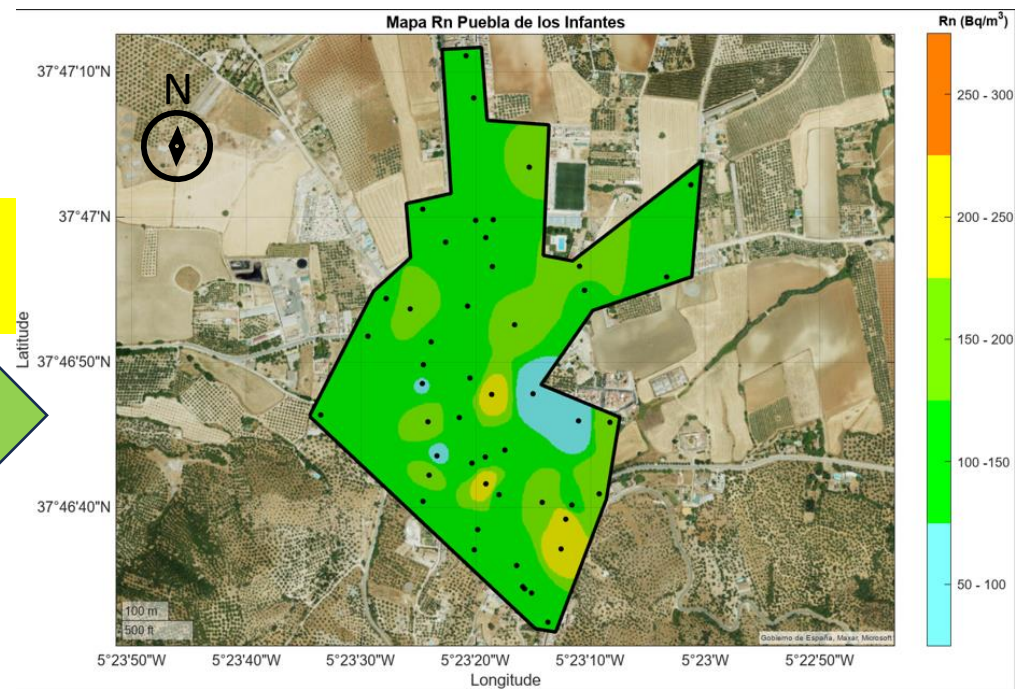 Mapa Rn Puebla de los Infantes
Rn (Bq/m³)
N
37°47'10"N
37°47'N
37°46'50"N
37°46'40"N
Latitude
250 - 300
200 - 250
150 - 200
100 -150
50 - 100
100 m
500 ft
Gobierno de España, Maxar, Microsoft
5°23'50"W 5°23'40"W 5°23'30"W 5°23'20"W 5°23'10"W 5°23'W 5°22'50"W
Longitude